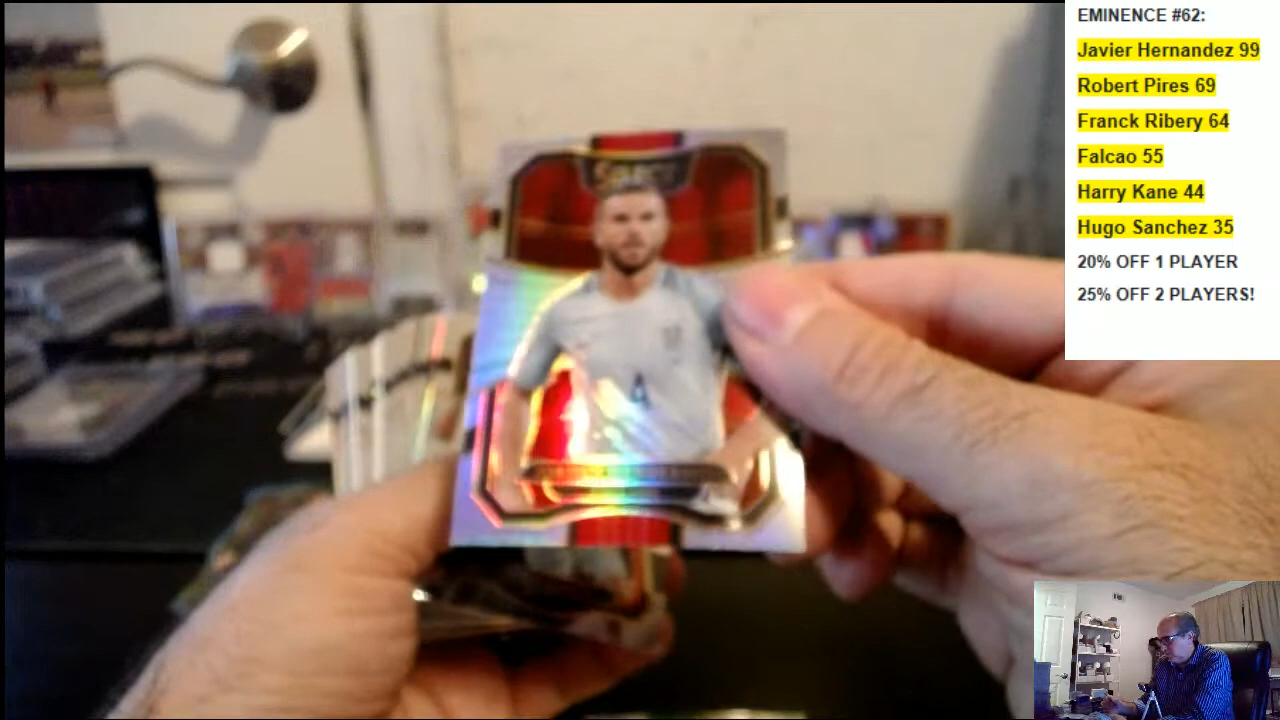 EMINENCE #62:
Javier Hernandez 99
Robert Pires 69
Franck Ribery 64
Falcao 55
Harry Kane 44
Hugo Sanchez 35
20% OFF 1 PLAYER
25% OFF 2 PLAYERS!